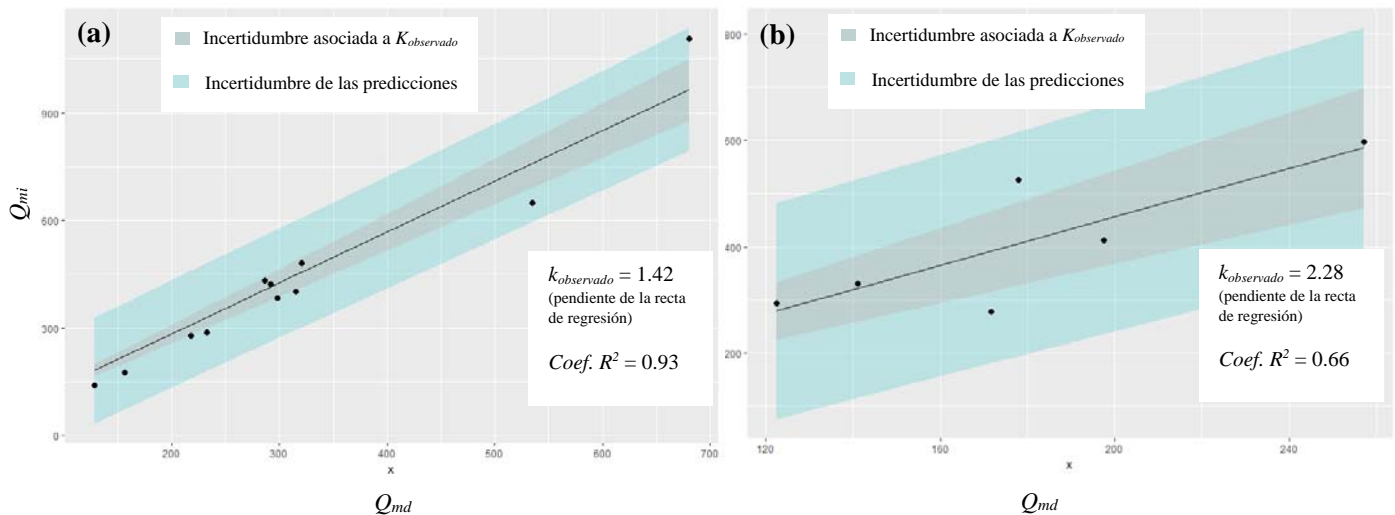 (a)
Incertidumbre asociada a Kobservado
Incertidumbre de las predicciones
Qmi
900
600
300
0
kobservado = 1.42
(pendiente de la recta
de regresión)
Coef. R² = 0.93
200
300
400
500
600
700
x
Qmd
(b)
Incertidumbre asociada a Kobservado
Incertidumbre de las predicciones
800
600
400
200
kobservado = 2.28
(pendiente de la recta
de regresión)
Coef. R² = 0.66
120
160
200
240
x
Qmd